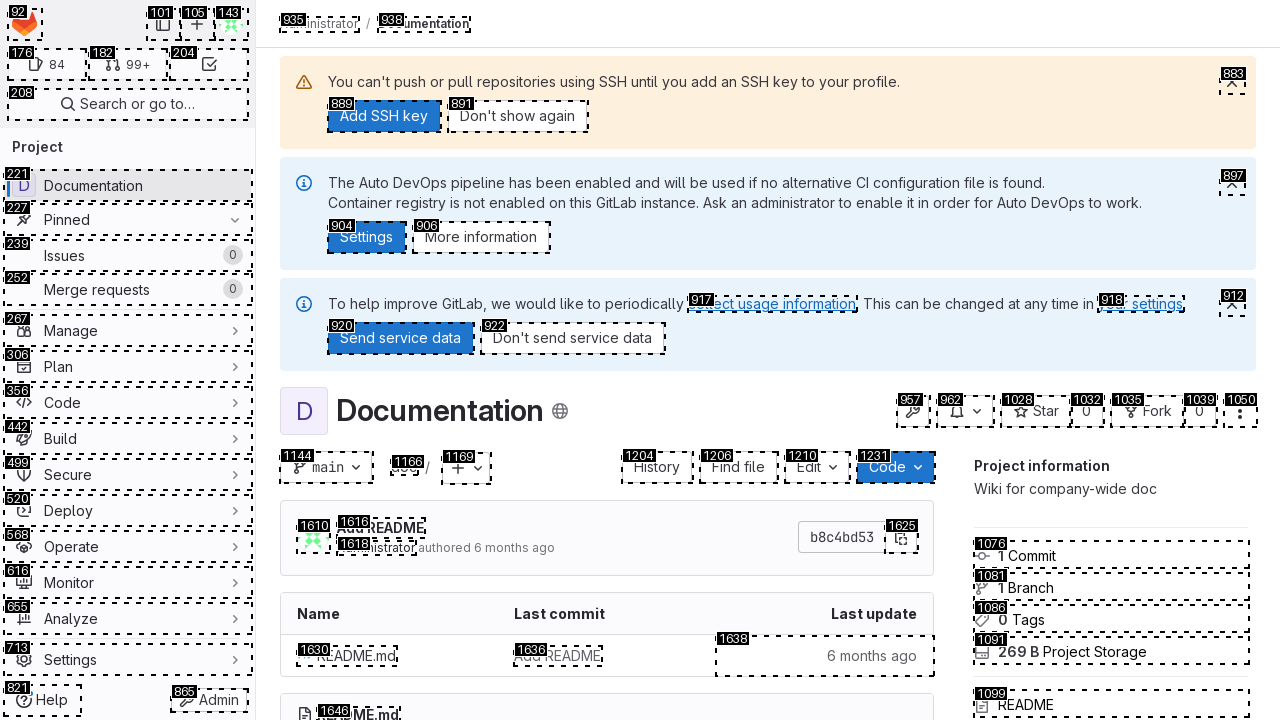 92
101
105
143
176
84
182
99+
204
208
Search or go to…
Project
221
D
Documentation
227
Pinned
239
Issues
0
252
Merge requests
0
267
Manage
306
Plan
356
Code
442
Build
499
Secure
520
Deploy
568
Operate
616
Monitor
655
Analyze
713
Settings
821
Help
865
Admin
935
Administrator
/
938
Documentation
You can't push or pull repositories using SSH until you add an SSH key to your profile.
883
889
Add SSH key
891
Don't show again
The Auto DevOps pipeline has been enabled and will be used if no alternative CI configuration file is found.
897
Container registry is not enabled on this GitLab instance. Ask an administrator to enable it in order for Auto DevOps to work.
904
Settings
906
More information
To help improve GitLab, we would like to periodically collect usage information. This can be changed at any time in your settings.
917
918
912
920
Send service data
922
Don't send service data
D
Documentation
957
962
1028
Star
1032
0
1035
Fork
1039
0
1050
1144
main
1166
doc /
1169
1204
History
1206
Find file
1210
Edit
1231
Code
1610
1616
Add README
1618
Administrator authored 6 months ago
b8c4bd53
1625
Name
Last commit
Last update
1630
README.md
1636
Add README
1638
6 months ago
1646
README.md
Project information
Wiki for company-wide doc
1076
1 Commit
1081
1 Branch
1086
0 Tags
1091
269 B Project Storage
1099
README